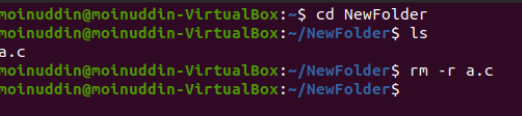 moinuddin@moinuddin-VirtualBox:~$ cd NewFolder
moinuddin@moinuddin-VirtualBox:~/NewFolder$ ls
a.c
moinuddin@moinuddin-VirtualBox:~/NewFolder$ rm -r a.c
moinuddin@moinuddin-VirtualBox:~/NewFolder$